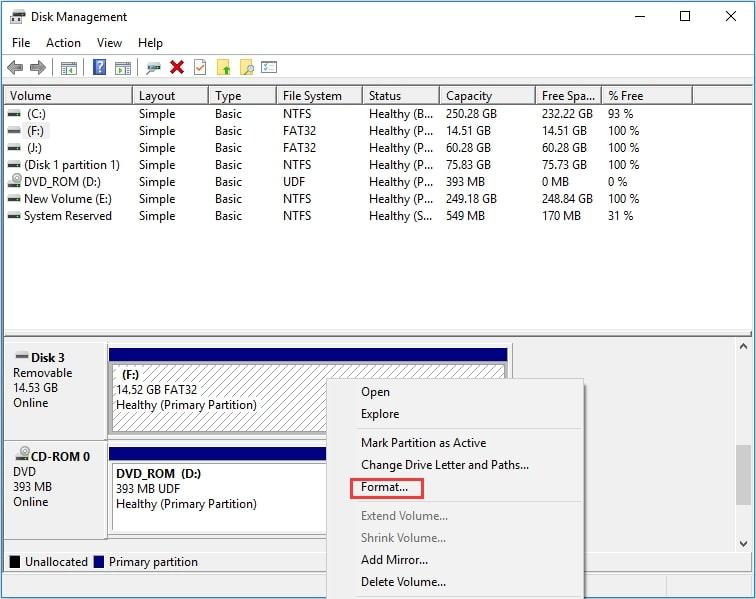 Disk Management
File Action View Help
Volume Layout Type File System Status Capacity Free Spa... % Free
(C:) Simple Basic NTFS Healthy (B... 250.28 GB 232.22 GB 93 %
(F:) Simple Basic FAT32 Healthy (P... 14.51 GB 14.51 GB 100 %
(J:) Simple Basic FAT32 Healthy (P... 60.28 GB 60.28 GB 100 %
(Disk 1 partition 1) Simple Basic NTFS Healthy (P... 75.83 GB 75.73 GB 100 %
DVD_ROM (D:) Simple Basic UDF Healthy (P... 393 MB 0 MB 0 %
New Volume (E:) Simple Basic NTFS Healthy (P... 249.18 GB 248.84 GB 100 %
System Reserved Simple Basic NTFS Healthy (S... 549 MB 170 MB 31 %
Disk 3
Removable
14.53 GB
Online
(F:)
14.52 GB FAT32
Healthy (Primary Partition)
CD-ROM 0
DVD
393 MB
Online
DVD_ROM (D:)
393 MB UDF
Healthy (Primary Partition)
Open
Explore
Mark Partition as Active
Change Drive Letter and Paths...
Format...
Extend Volume...
Shrink Volume...
Add Mirror...
Delete Volume...
Unallocated Primary partition